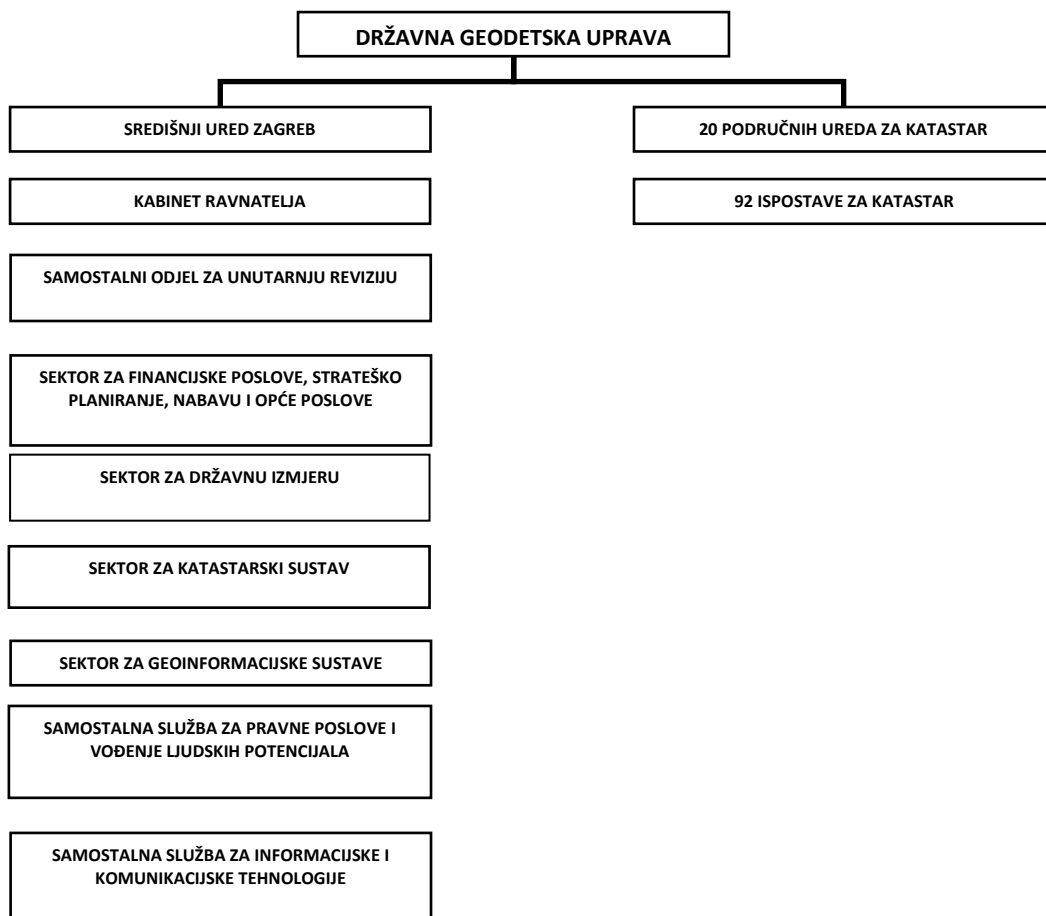 DRŽAVNA GEODETSKA UPRAVA
SREDIŠNJI URED ZAGREB
20 PODRUČNIH UREDA ZA KATASTAR
KABINET RAVNATELJA
92 ISPOSTAVE ZA KATASTAR
SAMOSTALNI ODJEL ZA UNUTARNJU REVIZIJU
SEKTOR ZA FINANCIJSKE POSLOVE, STRATEŠKO
PLANIRANJE, NABAVU I OPĆE POSLOVE
SEKTOR ZA DRŽAVNU IZMJERU
SEKTOR ZA KATASTARSKI SUSTAV
SEKTOR ZA GEOINFORMACIJSKE SUSTAVE
SAMOSTALNA SLUŽBA ZA PRAVNE POSLOVE I
VOĐENJE LJUDSKIH POTENCIJALA
SAMOSTALNA SLUŽBA ZA INFORMACIJSKE I
KOMUNIKACIJSKE TEHNOLOGIJE